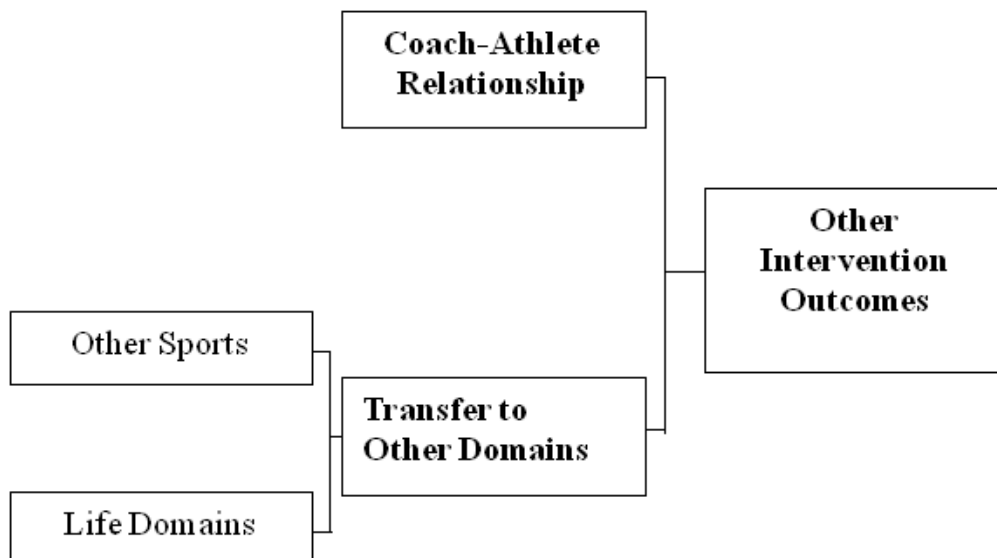 Coach-Athlete
Relationship
Other
Intervention
Outcomes
Other Sports
Transfer to
Other Domains
Life Domains